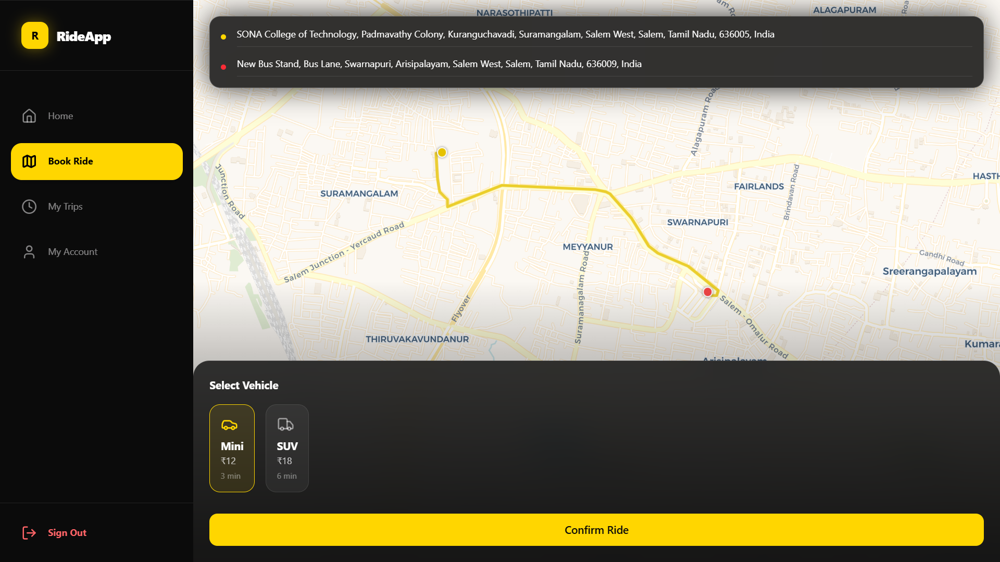 R
RideApp
Home
Book Ride
My Trips
My Account
Sign Out
SONA College of Technology, Padmavathy Colony, Kuranguchavadi, Suramangalam, Salem West, Salem, Tamil Nadu, 636005, India
New Bus Stand, Bus Lane, Swarnapuri, Arisipalayam, Salem West, Salem, Tamil Nadu, 636009, India
NARASOTHIPATTI
ALAGAPURAM
Alagapuram Road
Junction Road
SURAMANGALAM
FAIRLANDS
Brindavan Road
HASTH
SWARNAPURI
MEYYANUR
Salem Junction - Yercaud Road
Gandhi Road
Sreerangapalayam
Flyover
Suramanagalam Road
Salem - Omalur Road
THIRUVAKAVUNDANUR
Kumara
Arisipalayam
Select Vehicle
Mini
₹12
3 min
SUV
₹18
6 min
Confirm Ride